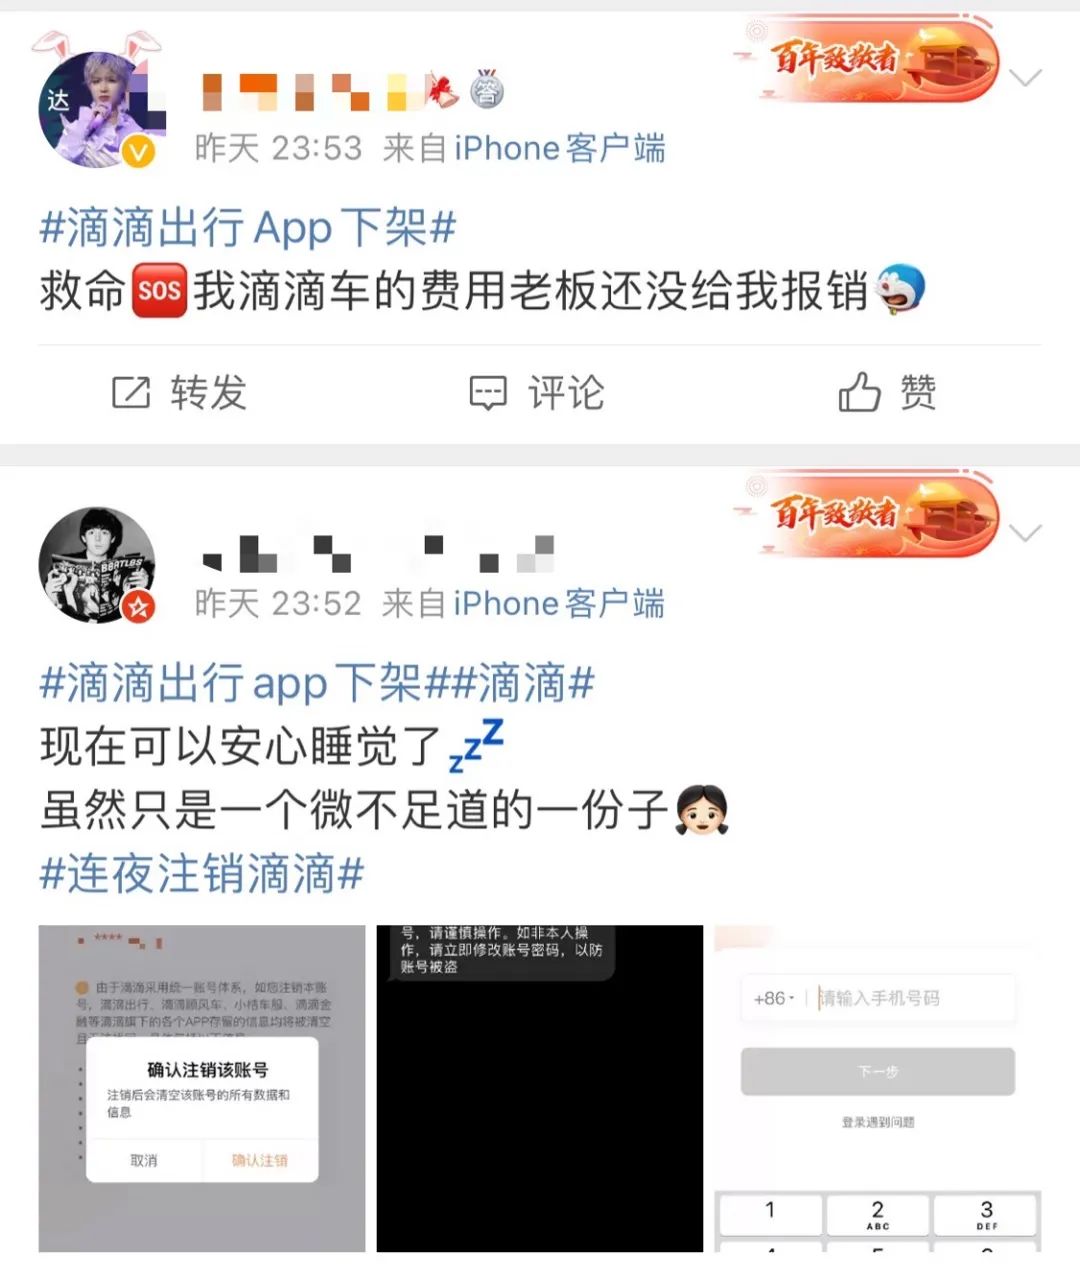 百年致敬者
达
昨天 23:53 来自 iPhone客户端
#滴滴出行App下架#
救命SOS我滴滴车的费用老板还没给我报销
转发 评论 赞
百年致敬者
BEATLES
昨天 23:52 来自 iPhone客户端
#滴滴出行app下架##滴滴#
现在可以安心睡觉了zzZ
虽然只是一个微不足道的一份子
#连夜注销滴滴#
****
由于滴滴采用统一账号体系，如您注销本账
号，滴滴出行、滴滴顺风车、小桔车服、滴滴金
融等滴滴旗下的各个APP存留的信息均将被清空
确认注销该账号
注销后会清空该账号的所有数据和
信息
取消 确认注销
号，请谨慎操作。如非本人操
作，请立即修改账号密码，以防
账号被盗
+86 请输入手机号码
下一步
登录遇到问题
1 2 3
ABC DEF